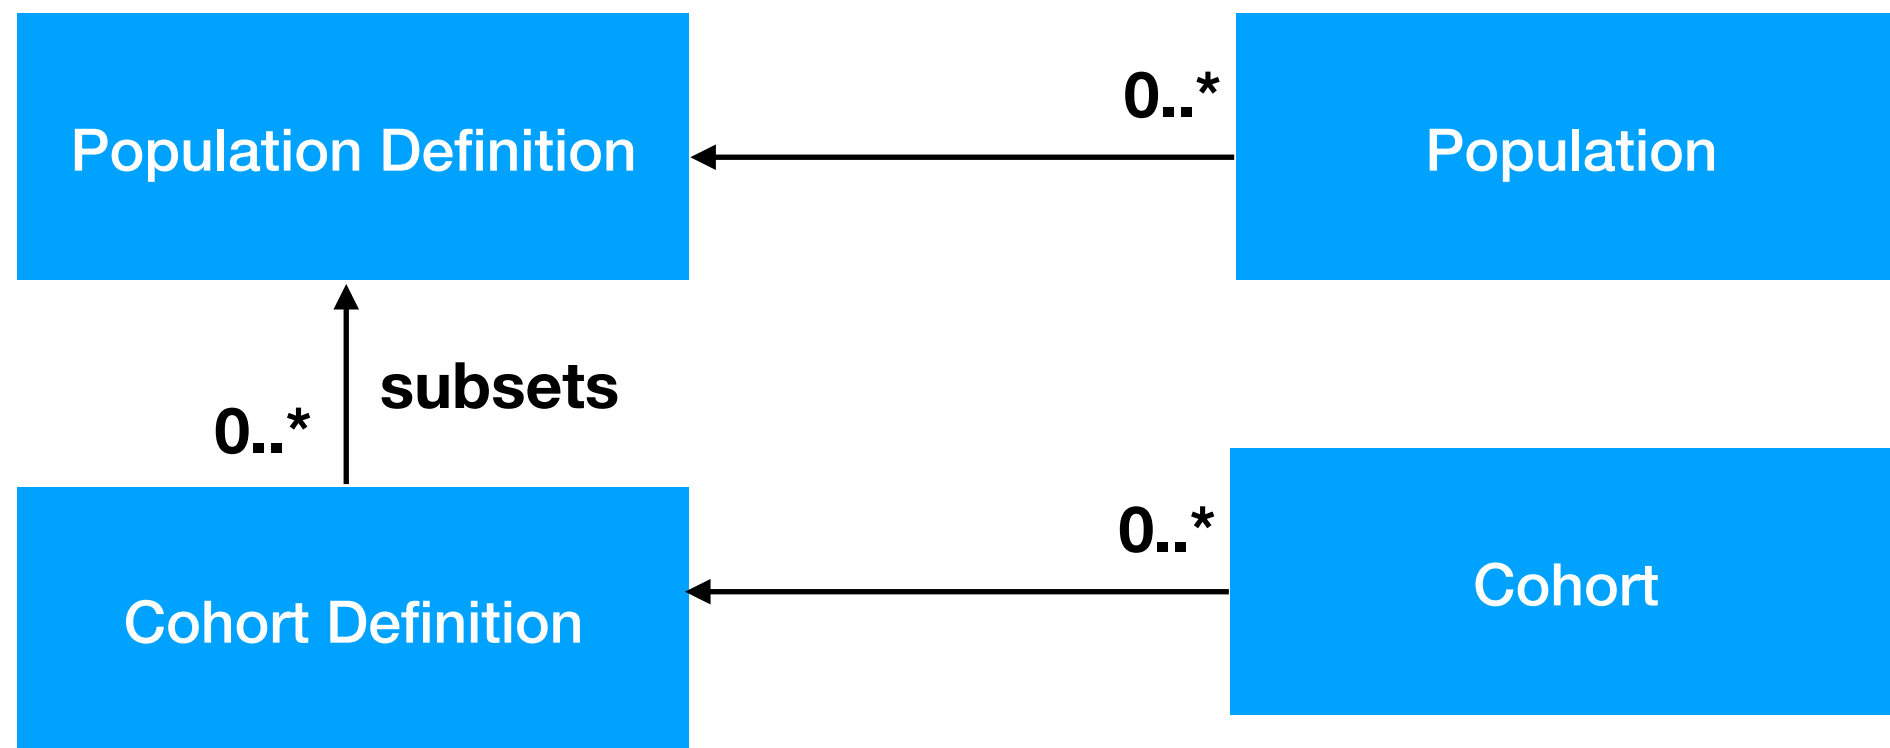 Population Definition
0..*
Population
subsets
0..*
Cohort Definition
0..*
Cohort